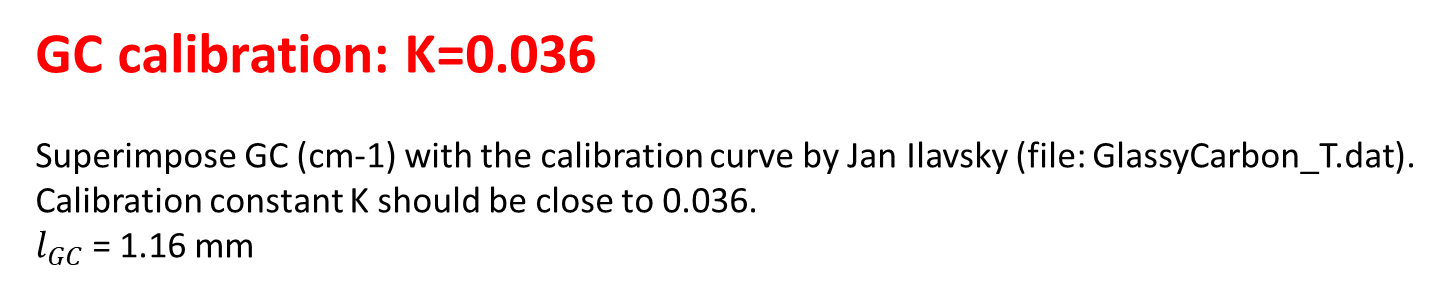 GC calibration: K=0.036
Superimpose GC (cm-1) with the calibration curve by Jan Ilavsky (file: GlassyCarbon_T.dat).
Calibration constant K should be close to 0.036.
l_GC = 1.16 mm